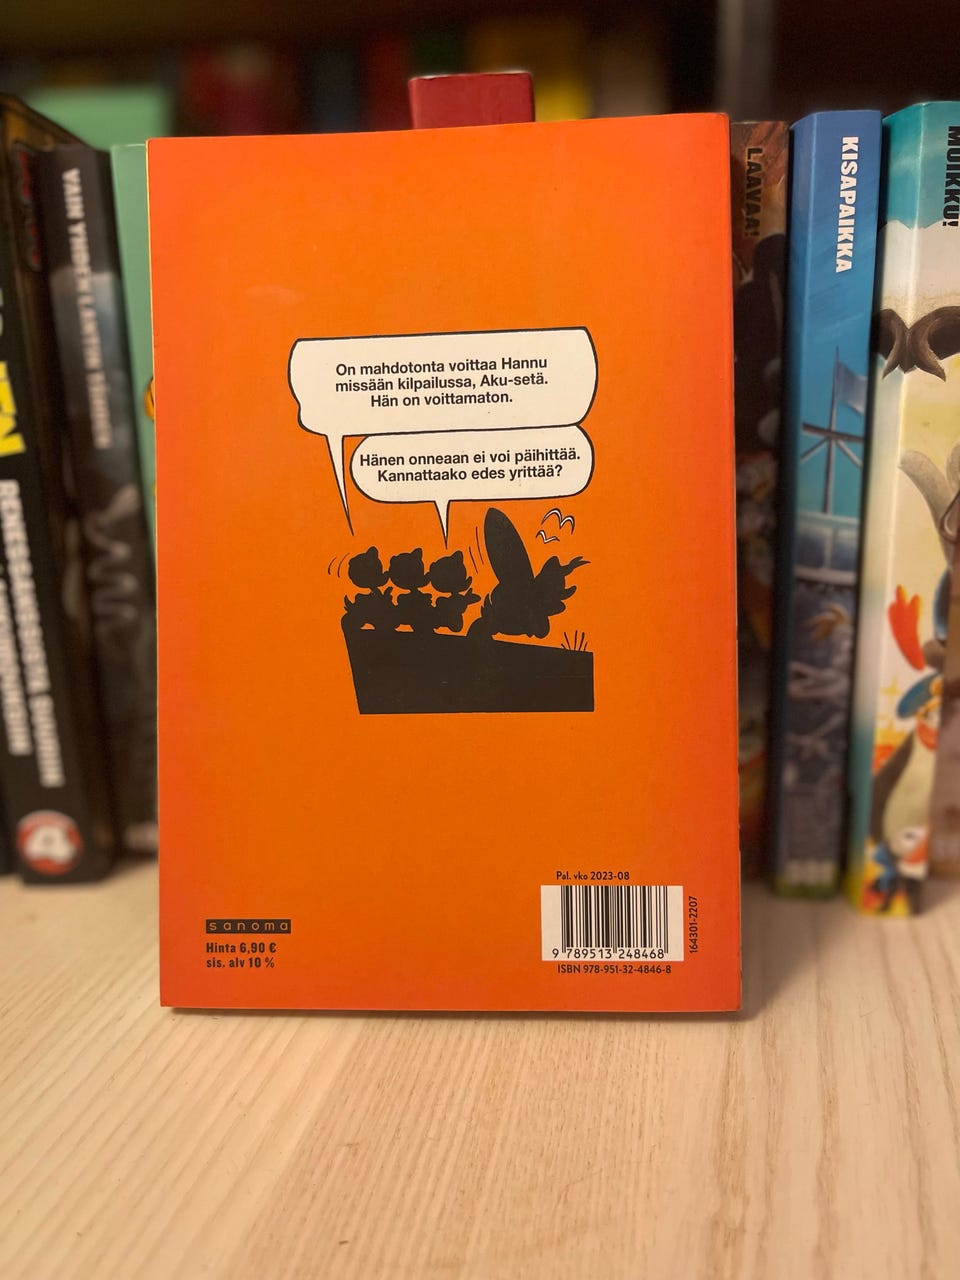 On mahdotonta voittaa Hannu
missään kilpailussa, Aku-setä.
Hän on voittamaton.
Hänen onneaan ei voi päihittää.
Kannattaako edes yrittää?
sanoma
Hinta 6,90 €
sis. alv 10 %
Pal. vko 2023-08
9 789513 248468
ISBN 978-951-32-4846-8
164301-2207
VAIN YHDEN LANTIN TÄHDEN
4
LAAVAA!
KISAPAIKKA
MUIKKU!